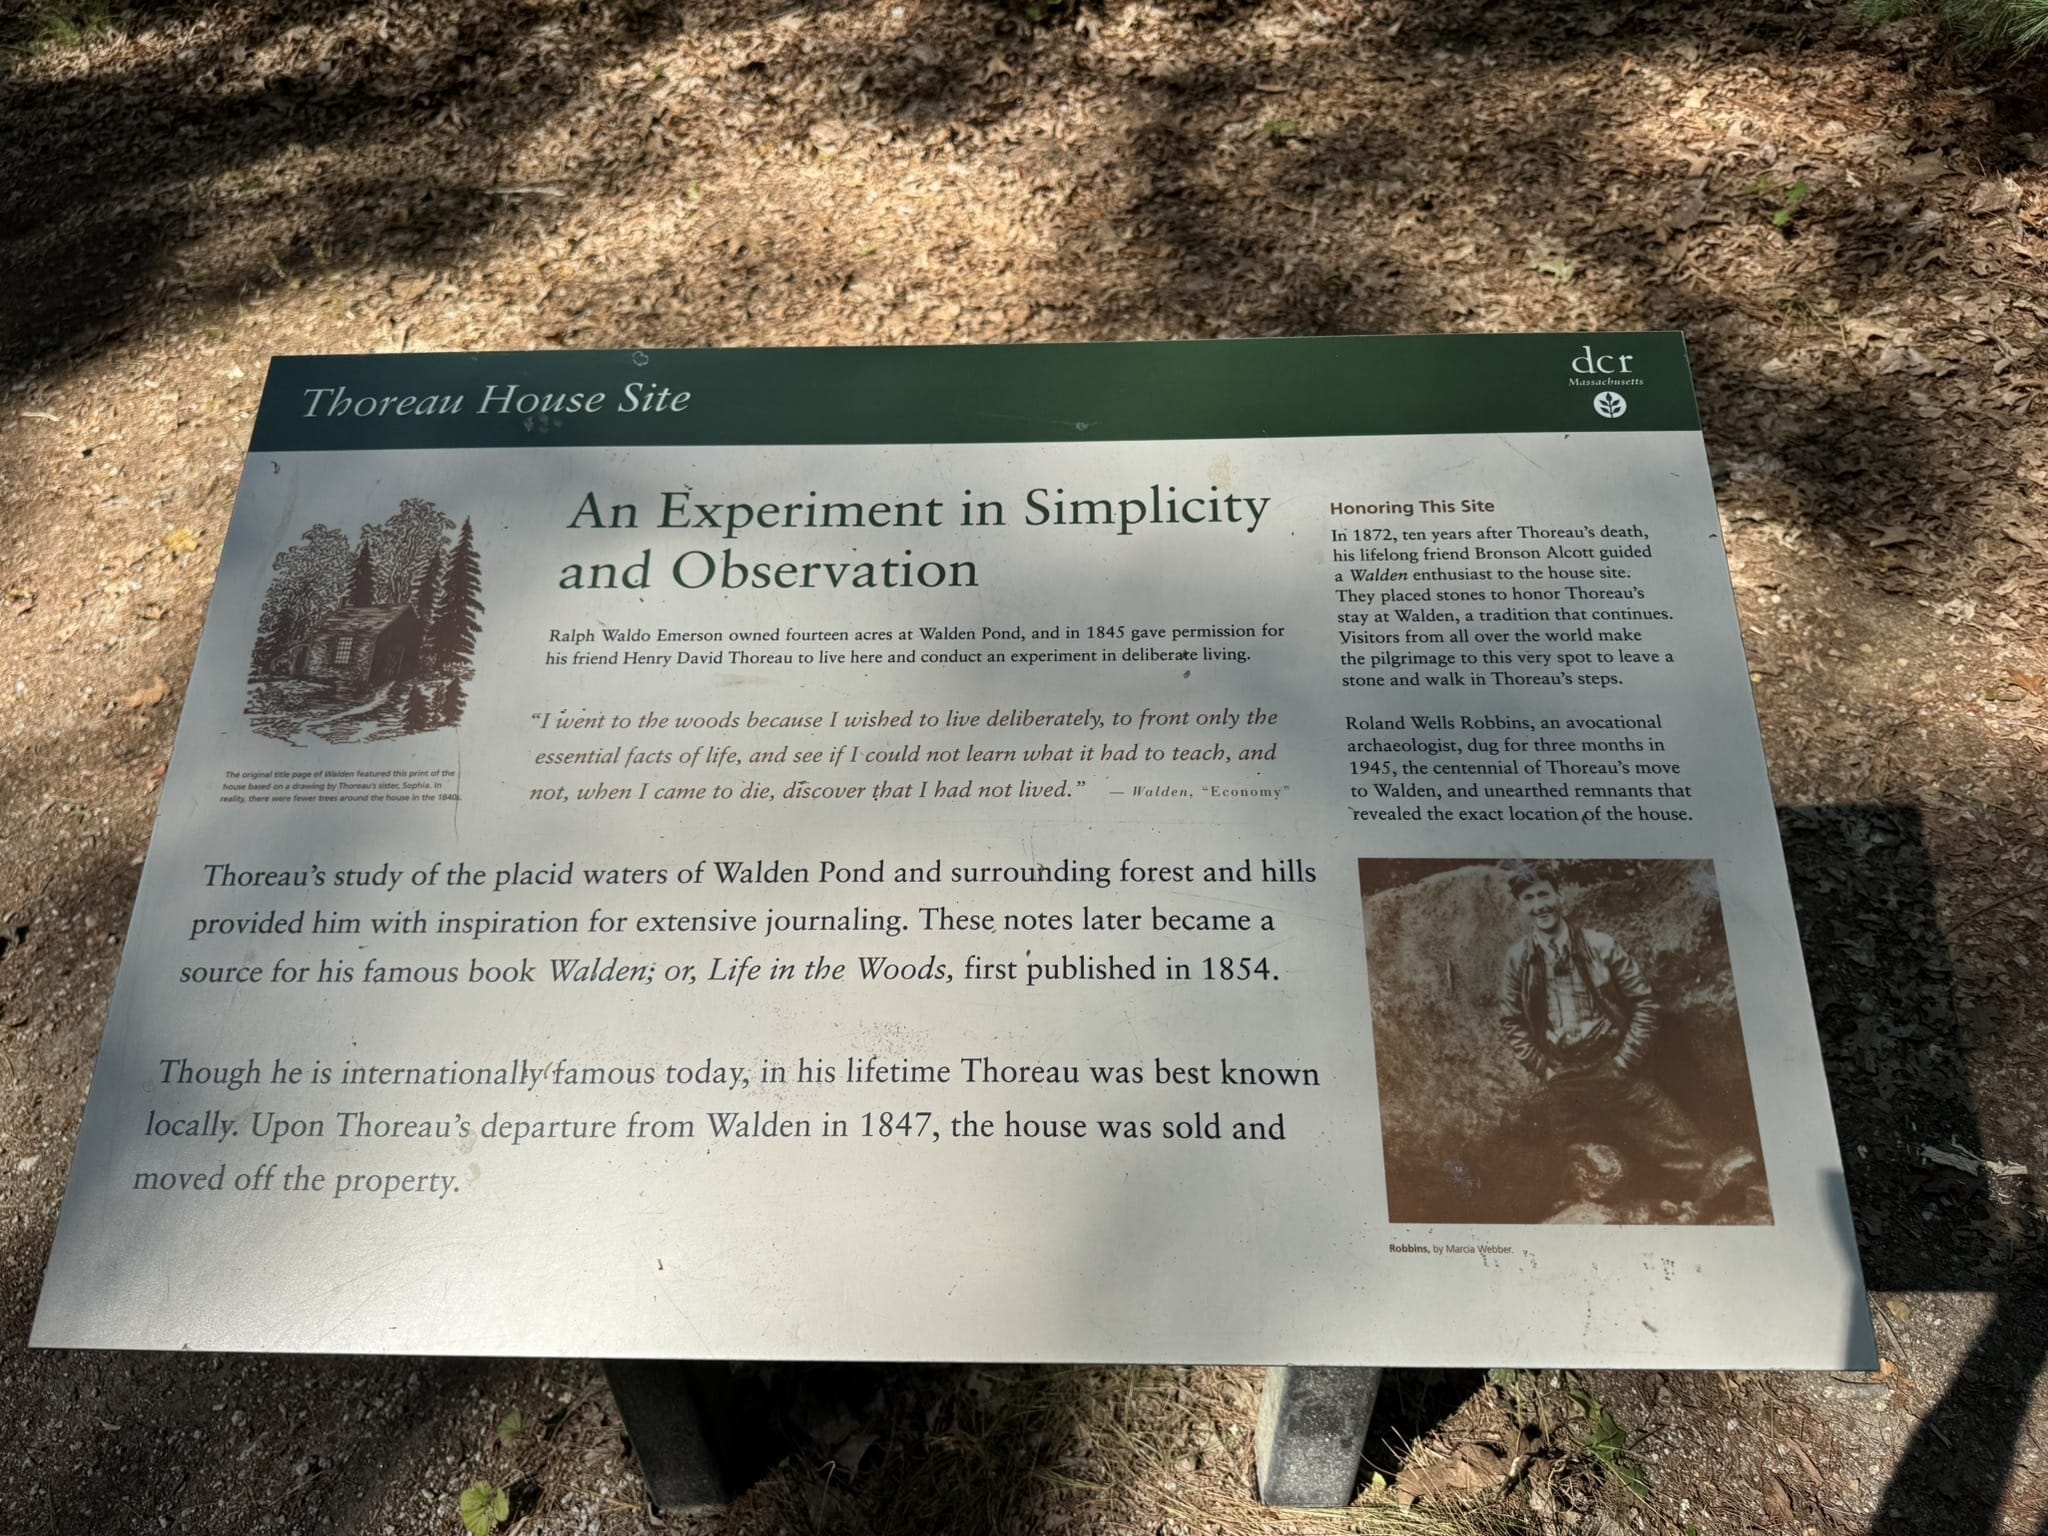 Thoreau House Site
dcr
Massachusetts
An Experiment in Simplicity
and Observation
Ralph Waldo Emerson owned fourteen acres at Walden Pond, and in 1845 gave permission for
his friend Henry David Thoreau to live here and conduct an experiment in deliberate living.
“I went to the woods because I wished to live deliberately, to front only the
essential facts of life, and see if I could not learn what it had to teach, and
not, when I came to die, discover that I had not lived.” — Walden, “Economy”
The original title page of Walden featured this print of the
house based on a drawing by Thoreau's sister, Sophia. In
reality, there were fewer trees around the house in the 1840s.
Thoreau’s study of the placid waters of Walden Pond and surrounding forest and hills
provided him with inspiration for extensive journaling. These notes later became a
source for his famous book Walden; or, Life in the Woods, first published in 1854.
Though he is internationally famous today, in his lifetime Thoreau was best known
locally. Upon Thoreau’s departure from Walden in 1847, the house was sold and
moved off the property.
Honoring This Site
In 1872, ten years after Thoreau’s death,
his lifelong friend Bronson Alcott guided
a Walden enthusiast to the house site.
They placed stones to honor Thoreau’s
stay at Walden, a tradition that continues.
Visitors from all over the world make
the pilgrimage to this very spot to leave a
stone and walk in Thoreau’s steps.
Roland Wells Robbins, an avocational
archaeologist, dug for three months in
1945, the centennial of Thoreau’s move
to Walden, and unearthed remnants that
revealed the exact location of the house.
Robbins, by Marcia Webber.